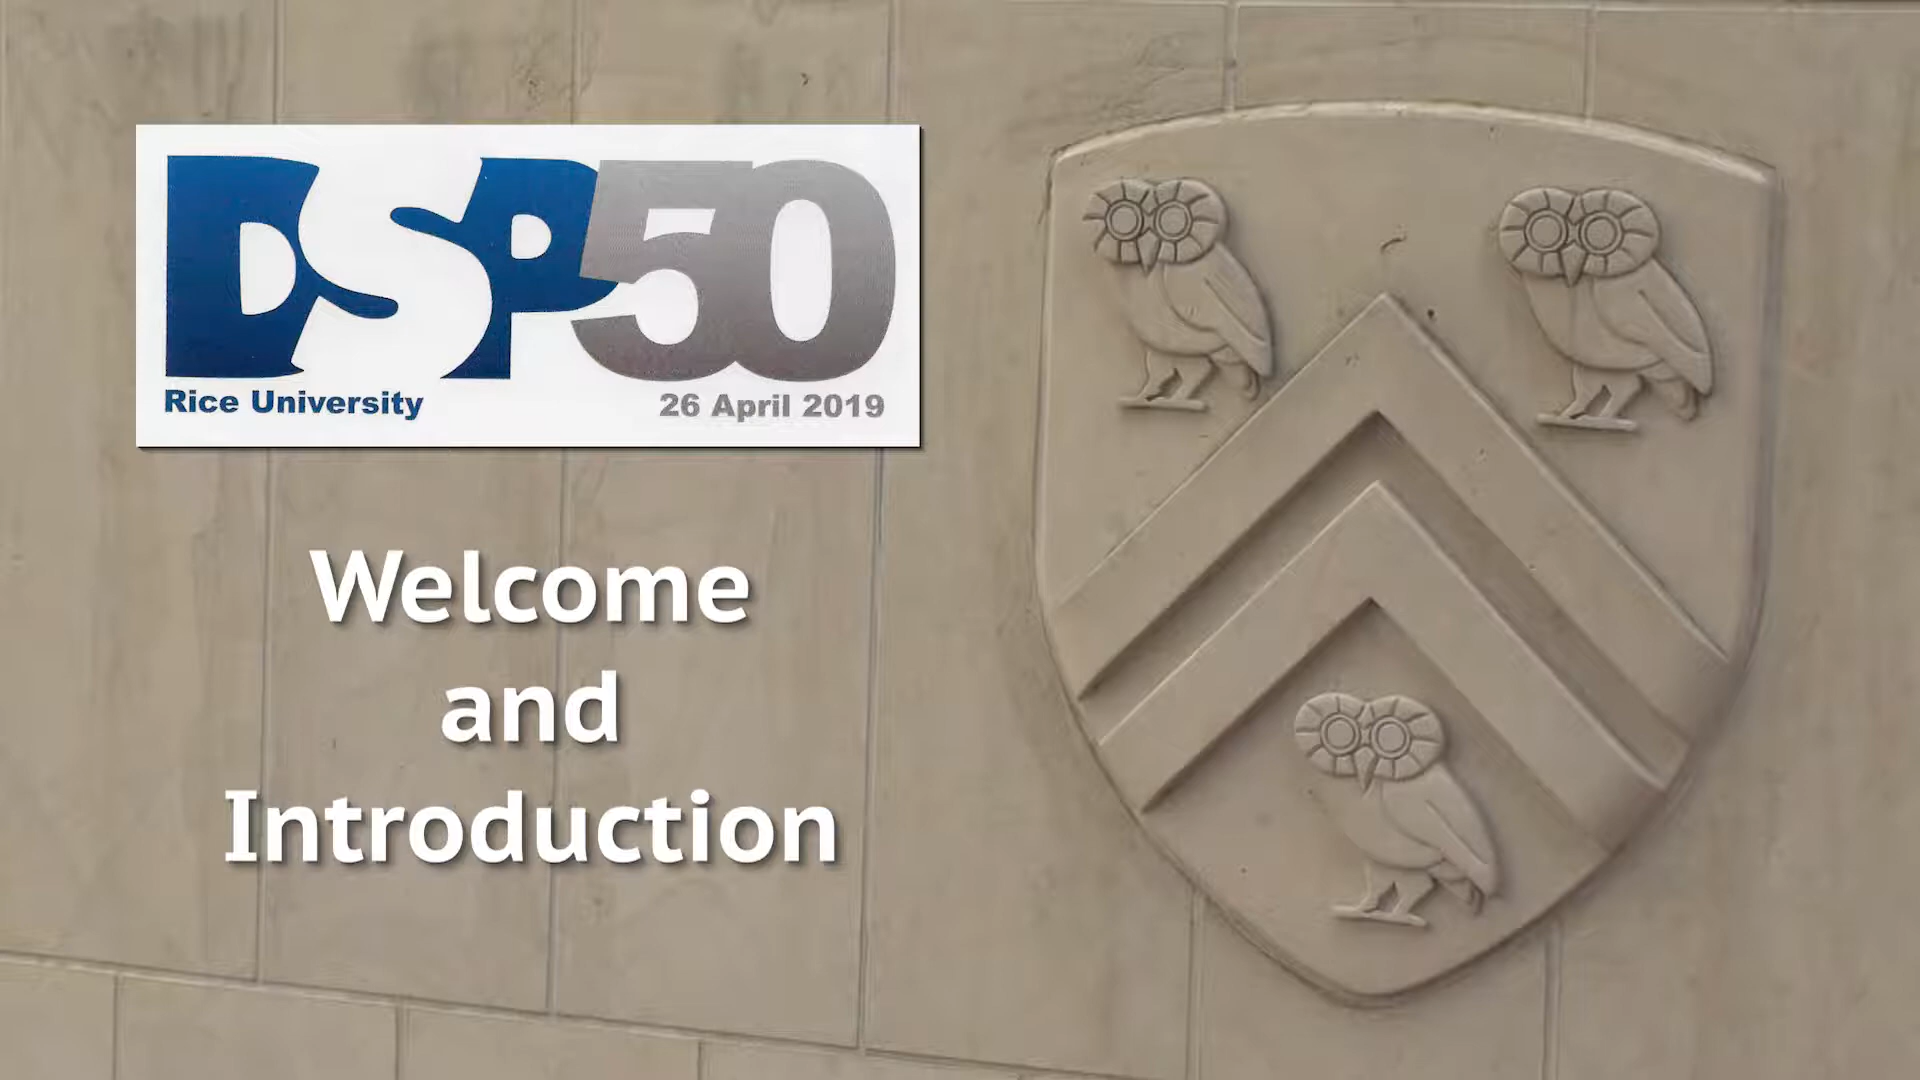 DSP50
Rice University
26 April 2019
Welcome
and
Introduction